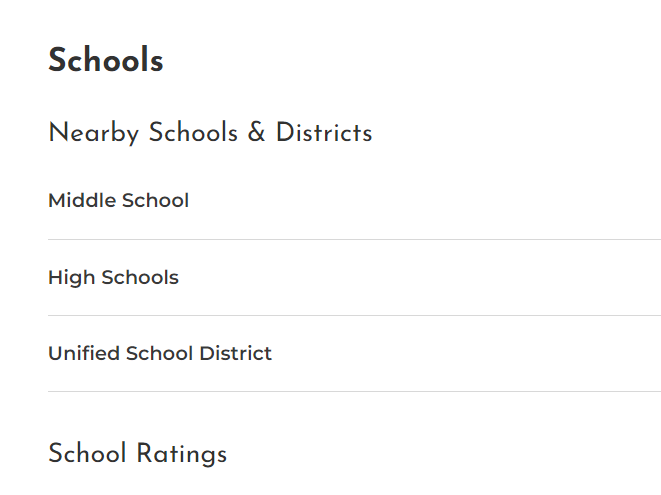 Schools
Nearby Schools & Districts
Middle School
High Schools
Unified School District
School Ratings